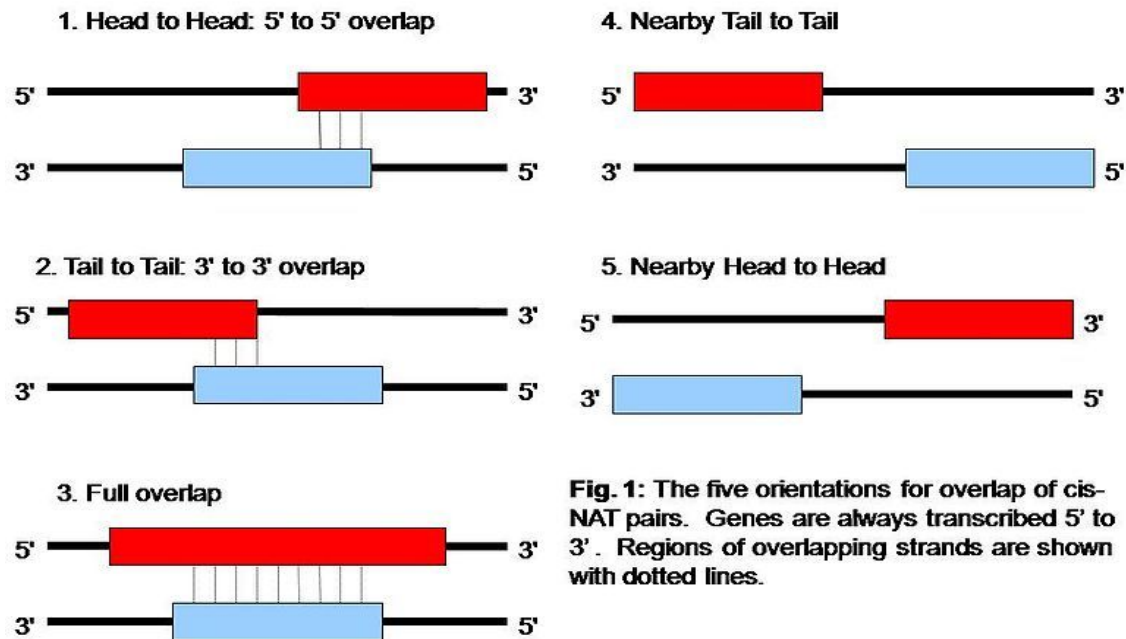 1. Head to Head: 5' to 5' overlap
5'
3'
3'
5'
2. Tail to Tail: 3' to 3' overlap
5'
3'
3'
5'
3. Full overlap
5'
3'
3'
5'
4. Nearby Tail to Tail
5'
3'
3'
5'
5. Nearby Head to Head
5'
3'
3'
5'
Fig. 1: The five orientations for overlap of cis-
NAT pairs. Genes are always transcribed 5’ to
3’ . Regions of overlapping strands are shown
with dotted lines.